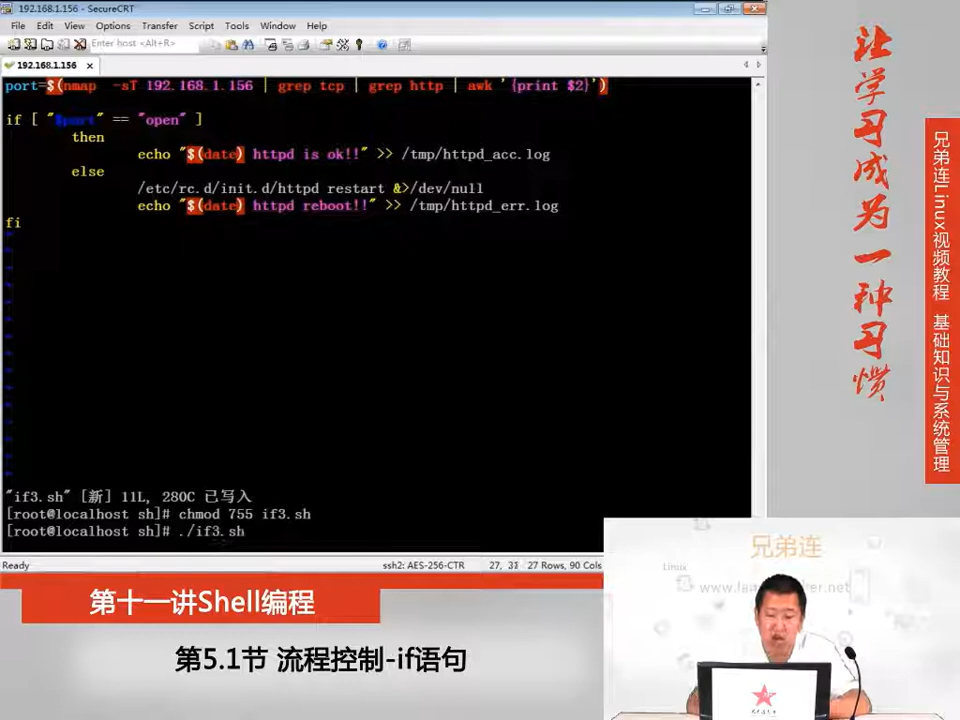 192.168.1.156 - SecureCRT
File Edit View Options Transfer Script Tools Window Help
Enter host <Alt+R>
192.168.1.156
port=$(nmap -sT 192.168.1.156 | grep tcp | grep http | awk '{print $2}')
if [ "$port" == "open" ]
then
echo "$(date) httpd is ok!!" >> /tmp/httpd_acc.log
else
/etc/rc.d/init.d/httpd restart &>/dev/null
echo "$(date) httpd reboot!!" >> /tmp/httpd_err.log
fi
~
~
~
~
~
~
~
~
~
~
~
~
~
~
"if3.sh" [新] 11L, 280C 已写入
[root@localhost sh]# chmod 755 if3.sh
[root@localhost sh]# ./if3.sh
Ready
ssh2: AES-256-CTR
27, 31
27 Rows, 90 Cols
让学习成为一种习惯
兄弟连Linux视频教程 基础知识与系统管理
兄弟连
Linux
第十一讲Shell编程
第5.1节 流程控制-if语句